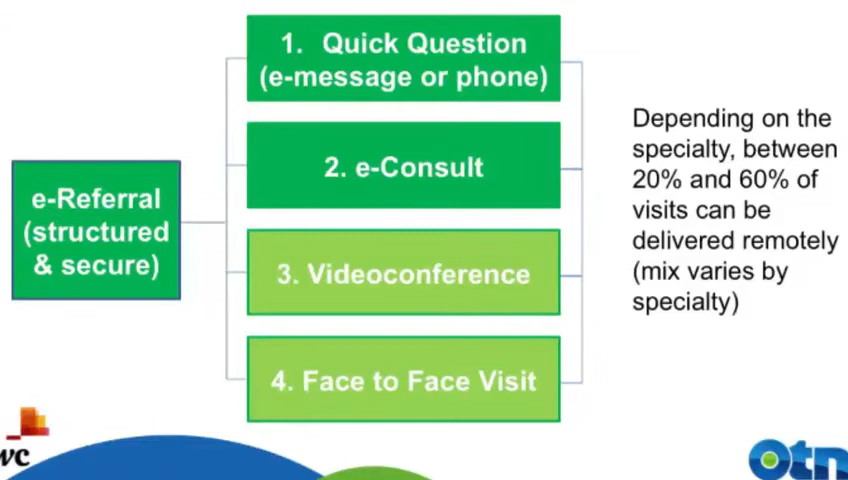 1. Quick Question
(e-message or phone)
2. e-Consult
e-Referral
(structured
& secure)
3. Videoconference
4. Face to Face Visit
Depending on the
specialty, between
20% and 60% of
visits can be
delivered remotely
(mix varies by
specialty)
wc
otn